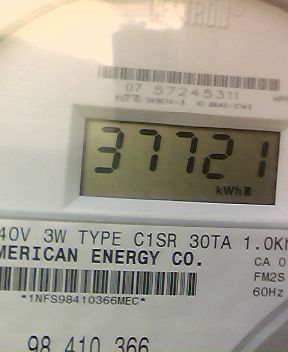 CENTRON®
07 57245311
37721
kWh
40V 3W TYPE C1SR 30TA 1.0K
MERICAN ENERGY CO.
CA 0
FM2S
60Hz
*1NFS98410366MEC*
98 410 366